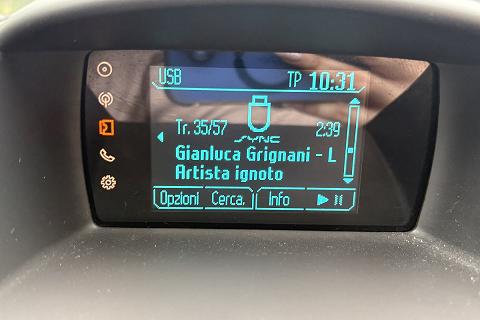 USB TP 10:31
Tr. 35/57 2:39
SYNC
Gianluca Grignani - L
Artista ignoto
Opzioni Cerca. Info